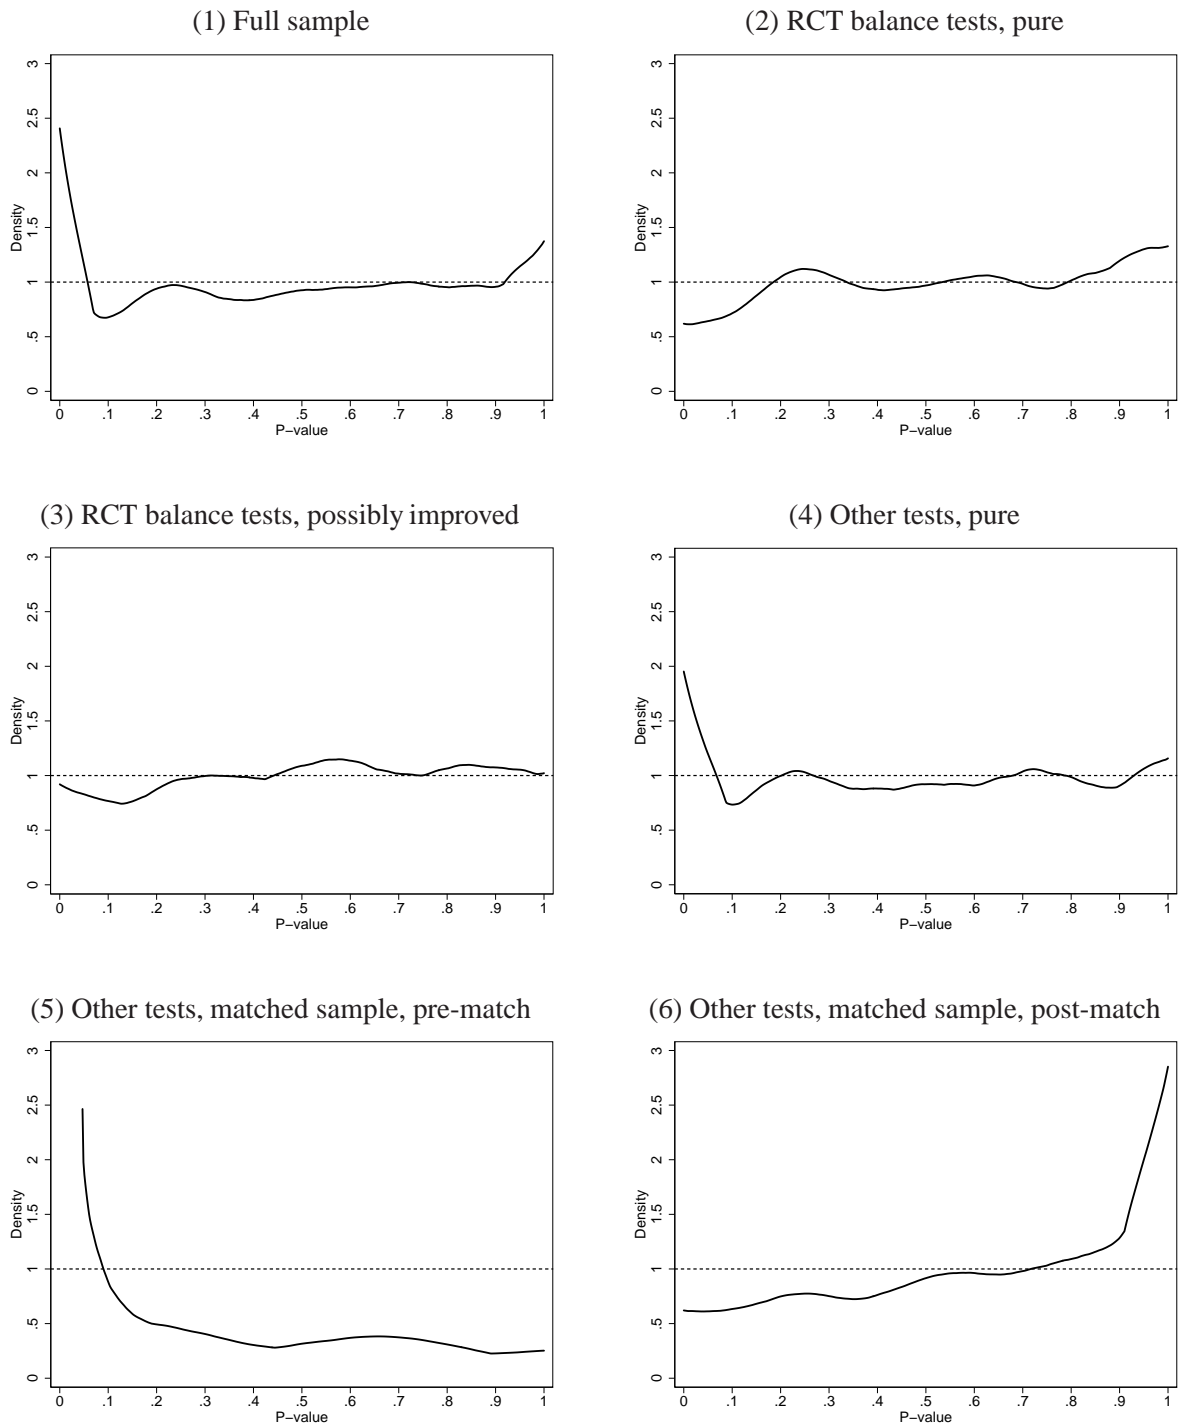 (1) Full sample
3
2.5
2
1.5
1
.5
0
Density
0 .1 .2 .3 .4 .5 .6 .7 .8 .9 1
P−value
(2) RCT balance tests, pure
3
2.5
2
1.5
1
.5
0
Density
0 .1 .2 .3 .4 .5 .6 .7 .8 .9 1
P−value
(3) RCT balance tests, possibly improved
3
2.5
2
1.5
1
.5
0
Density
0 .1 .2 .3 .4 .5 .6 .7 .8 .9 1
P−value
(4) Other tests, pure
3
2.5
2
1.5
1
.5
0
Density
0 .1 .2 .3 .4 .5 .6 .7 .8 .9 1
P−value
(5) Other tests, matched sample, pre-match
3
2.5
2
1.5
1
.5
0
Density
0 .1 .2 .3 .4 .5 .6 .7 .8 .9 1
P−value
(6) Other tests, matched sample, post-match
3
2.5
2
1.5
1
.5
0
Density
0 .1 .2 .3 .4 .5 .6 .7 .8 .9 1
P−value